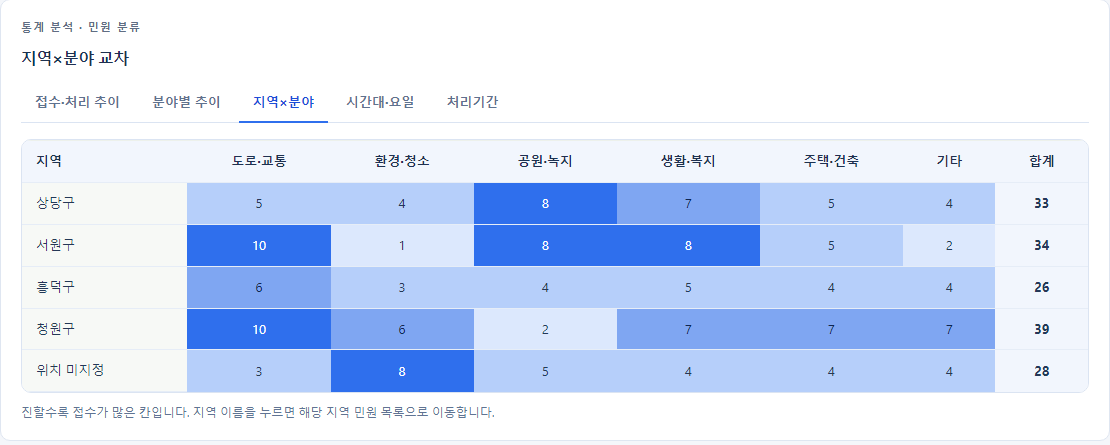 통계 분석 · 민원 분류
지역×분야 교차
접수·처리 추이 분야별 추이 지역×분야 시간대·요일 처리기간
지역 도로·교통 환경·청소 공원·녹지 생활·복지 주택·건축 기타 합계
상당구 5 4 8 7 5 4 33
서원구 10 1 8 8 5 2 34
흥덕구 6 3 4 5 4 4 26
청원구 10 6 2 7 7 7 39
위치 미지정 3 8 5 4 4 4 28
진할수록 접수가 많은 칸입니다. 지역 이름을 누르면 해당 지역 민원 목록으로 이동합니다.